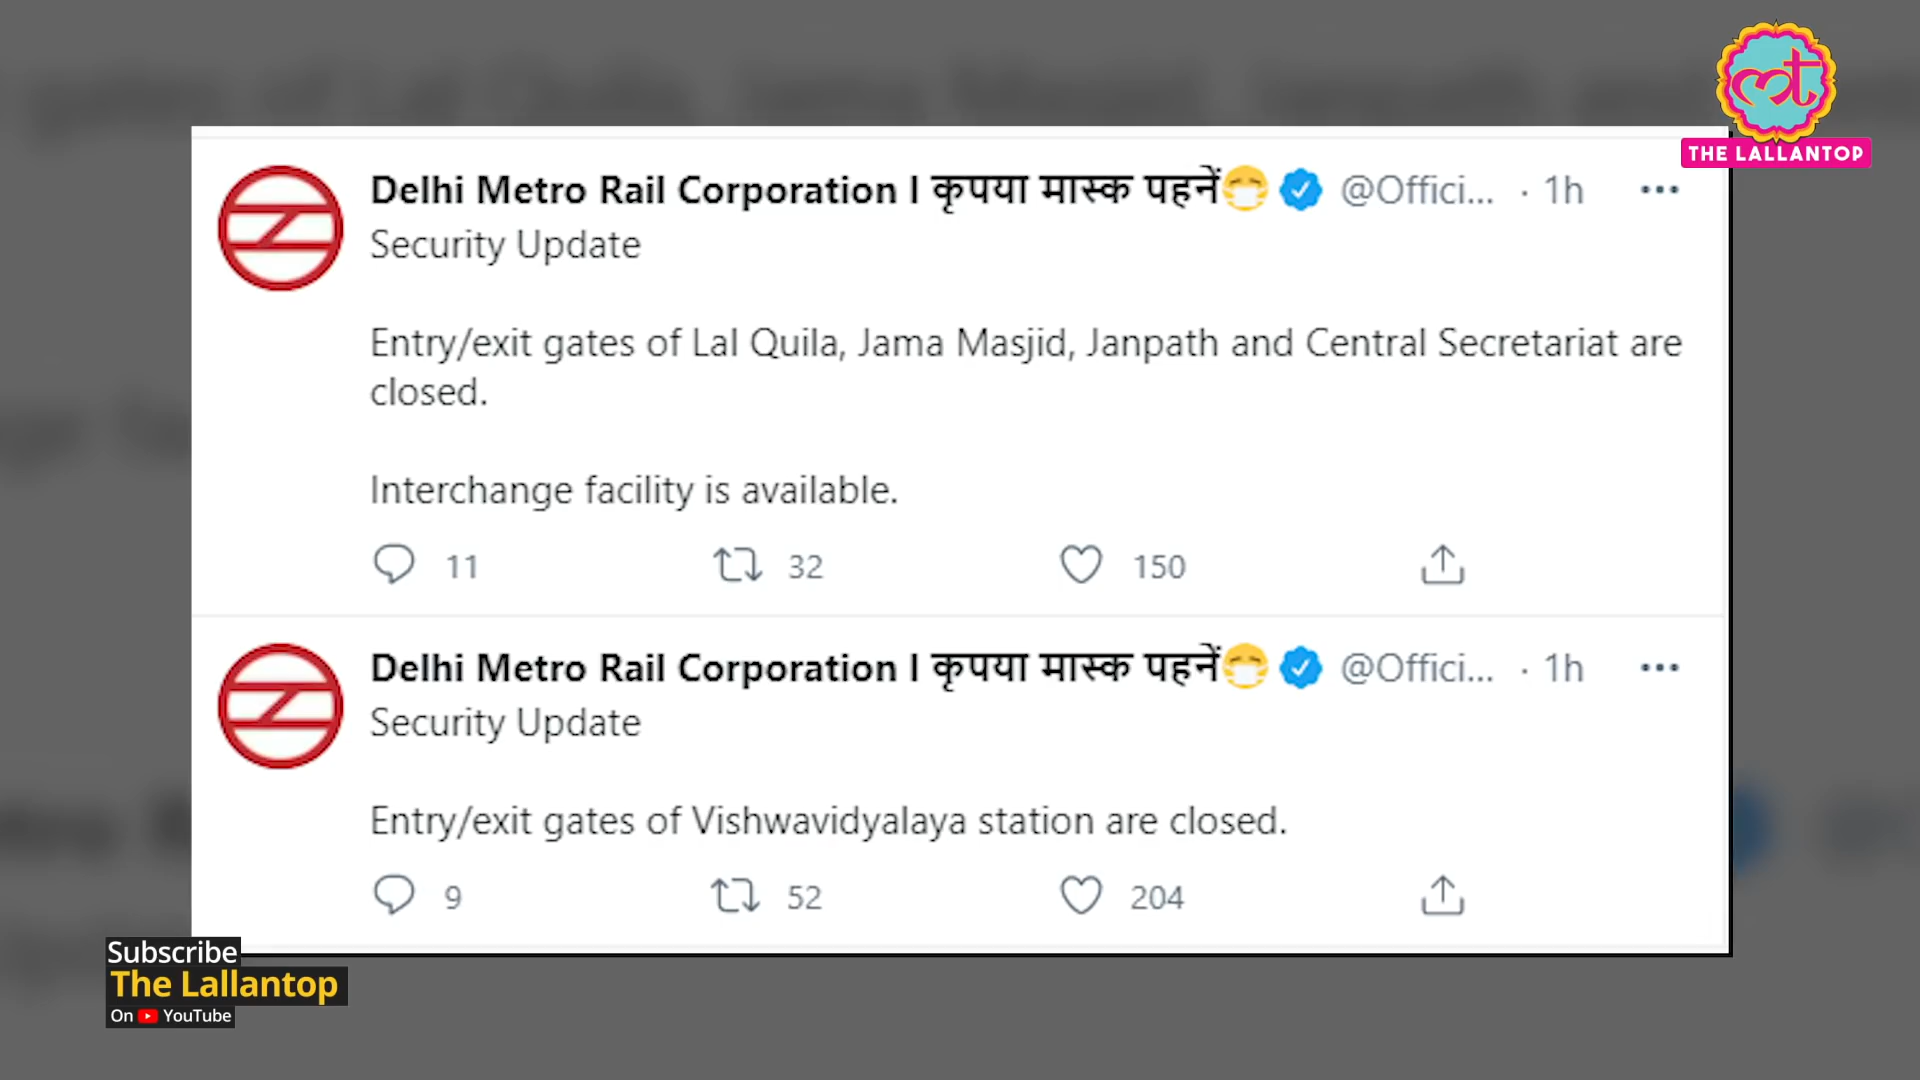 THE LALLANTOP
Delhi Metro Rail Corporation I कृपया मास्क पहनें😷 @Offici... · 1h
Security Update
Entry/exit gates of Lal Quila, Jama Masjid, Janpath and Central Secretariat are
closed.
Interchange facility is available.
11 32 150
Delhi Metro Rail Corporation I कृपया मास्क पहनें😷 @Offici... · 1h
Security Update
Entry/exit gates of Vishwavidyalaya station are closed.
9 52 204
Subscribe
The Lallantop
On YouTube